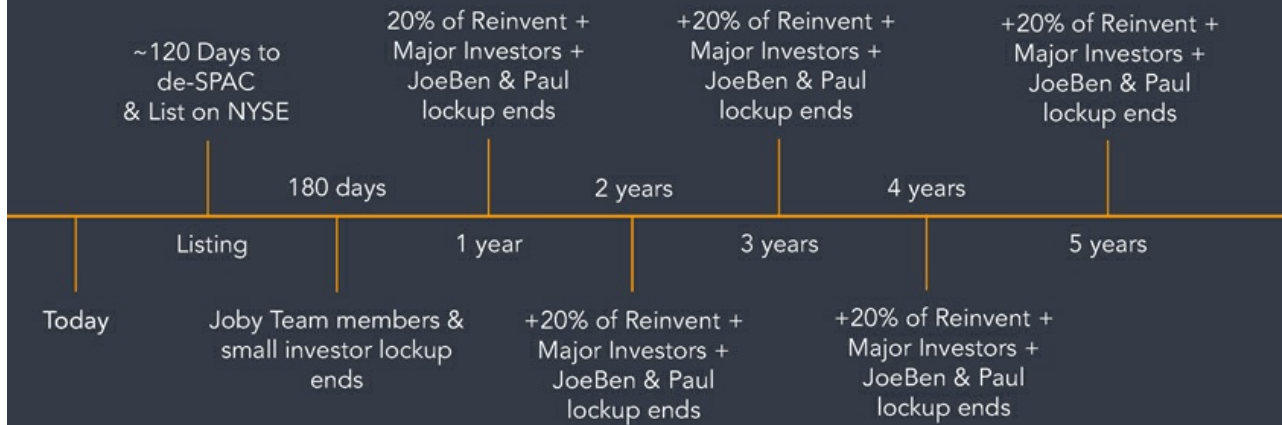 ~120 Days to
de-SPAC
& List on NYSE
20% of Reinvent +
Major Investors +
JoeBen & Paul
lockup ends
+20% of Reinvent +
Major Investors +
JoeBen & Paul
lockup ends
+20% of Reinvent +
Major Investors +
JoeBen & Paul
lockup ends
180 days
2 years
4 years
Listing
1 year
3 years
5 years
Today
Joby Team members &
small investor lockup
ends
+20% of Reinvent +
Major Investors +
JoeBen & Paul
lockup ends
+20% of Reinvent +
Major Investors +
JoeBen & Paul
lockup ends